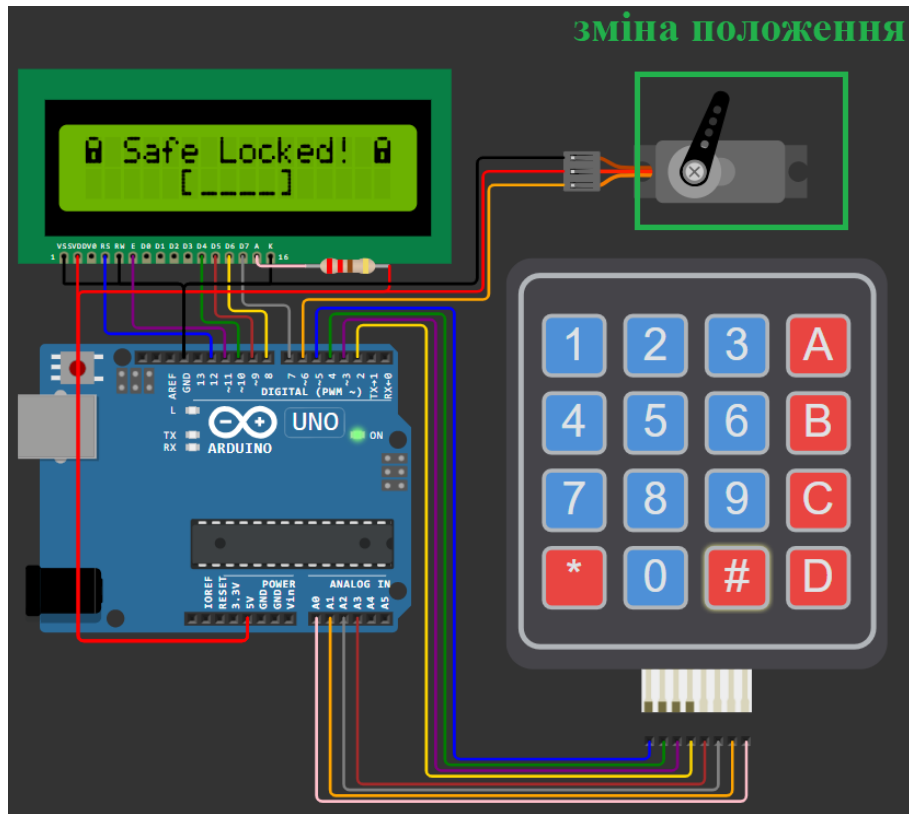 зміна положення
Safe Locked!
[____]
VSS VDD V0 RS RW E D0 D1 D2 D3 D4 D5 D6 D7 A K
1 16
AREF GND 13 12 ~11 ~10 ~9 8 7 ~6 ~5 4 ~3 2 TX→1 RX←0
DIGITAL (PWM ~)
L
TX
RX
UNO
ON
ARDUINO
POWER ANALOG IN
IOREF RESET 3.3V 5V GND GND Vin A0 A1 A2 A3 A4 A5
1 2 3 A
4 5 6 B
7 8 9 C
* 0 # D